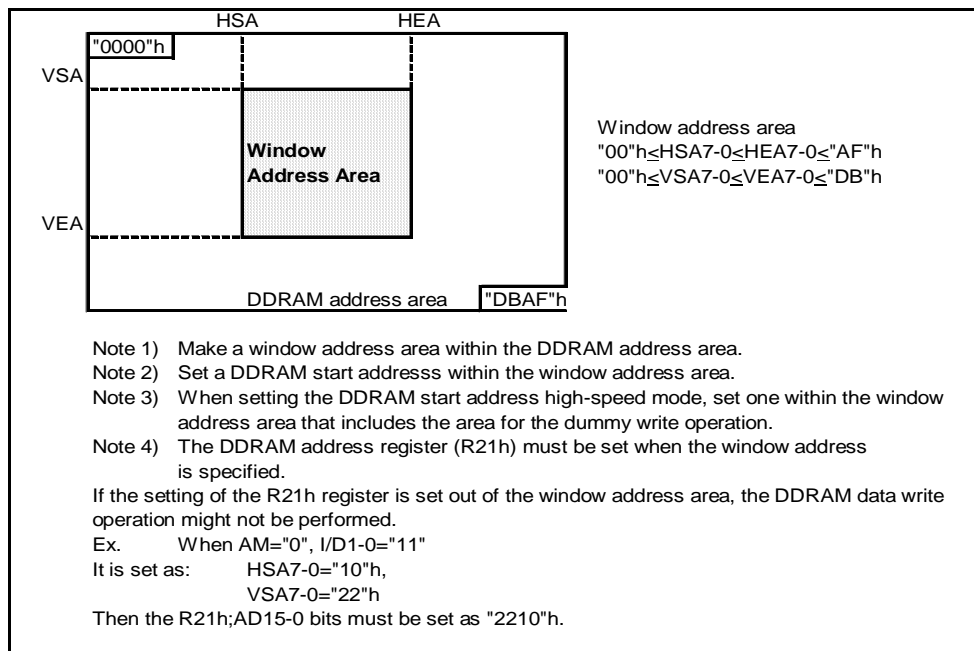 HSA HEA
"0000"h
VSA
Window
Address Area
VEA
DDRAM address area "DBAF"h
Window address area
"00"h≤HSA7-0≤HEA7-0≤"AF"h
"00"h≤VSA7-0≤VEA7-0≤"DB"h
Note 1) Make a window address area within the DDRAM address area.
Note 2) Set a DDRAM start addresss within the window address area.
Note 3) When setting the DDRAM start address high-speed mode, set one within the window
address area that includes the area for the dummy write operation.
Note 4) The DDRAM address register (R21h) must be set when the window address
is specified.
If the setting of the R21h register is set out of the window address area, the DDRAM data write
operation might not be performed.
Ex. When AM="0", I/D1-0="11"
It is set as: HSA7-0="10"h,
VSA7-0="22"h
Then the R21h;AD15-0 bits must be set as "2210"h.